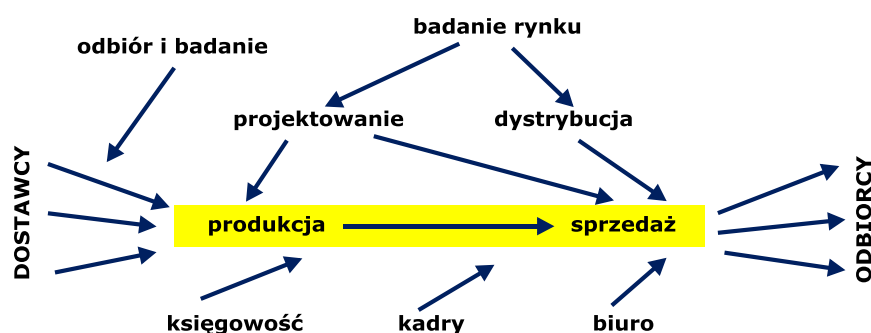 badanie rynku
odbiór i badanie
projektowanie
dystrybucja
DOSTAWCY
produkcja
sprzedaż
ODBIORCY
księgowość
kadry
biuro